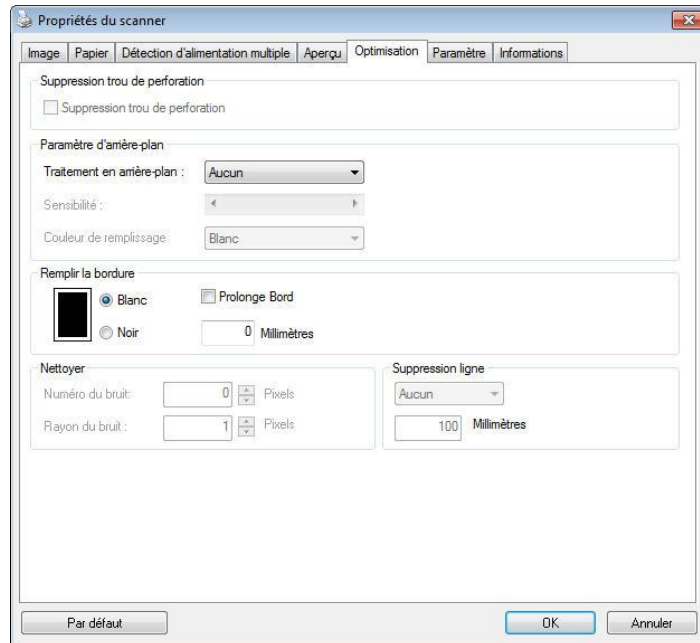 Propriétés du scanner
Image Papier Détection d'alimentation multiple Aperçu Optimisation Paramètre Informations
Suppression trou de perforation
Suppression trou de perforation
Paramètre d'arrière-plan
Traitement en arrière-plan : Aucun
Sensibilité :
Couleur de remplissage Blanc
Remplir la bordure
Blanc Prolonge Bord
Noir 0 Millimètres
Nettoyer Suppression ligne
Numéro du bruit: 0 Pixels Aucun
Rayon du bruit : 1 Pixels 100 Millimètres
Par défaut OK Annuler